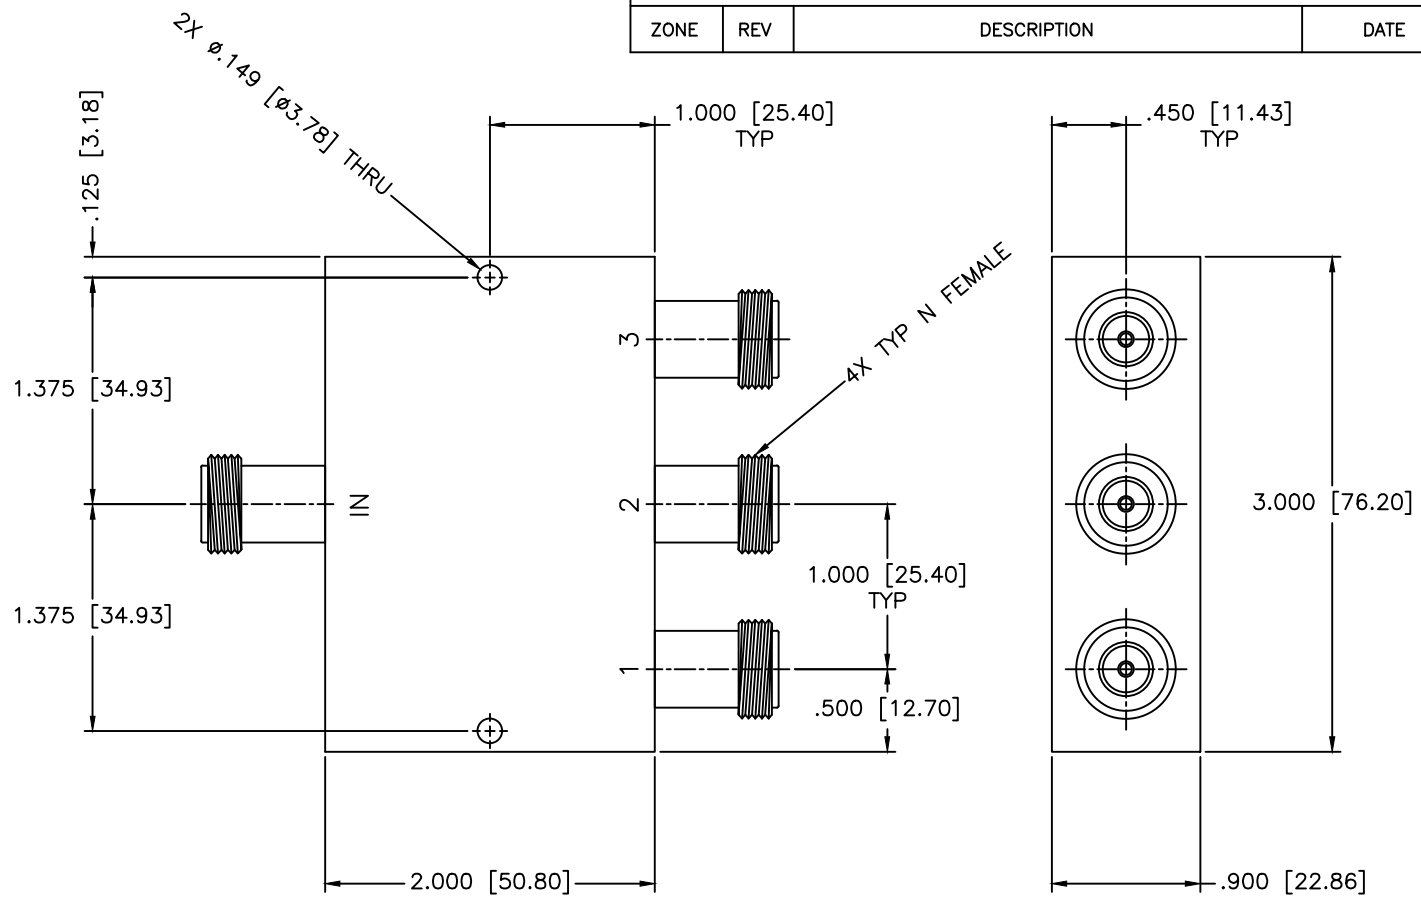 ZONE REV DESCRIPTION DATE
2X ø.149 [ø3.78] THRU
.125 [3.18]
1.000 [25.40]
TYP
.450 [11.43]
TYP
4X TYP N FEMALE
3
1.375 [34.93]
IN
2
3.000 [76.20]
1.000 [25.40]
TYP
1.375 [34.93]
1
.500 [12.70]
2.000 [50.80]
.900 [22.86]